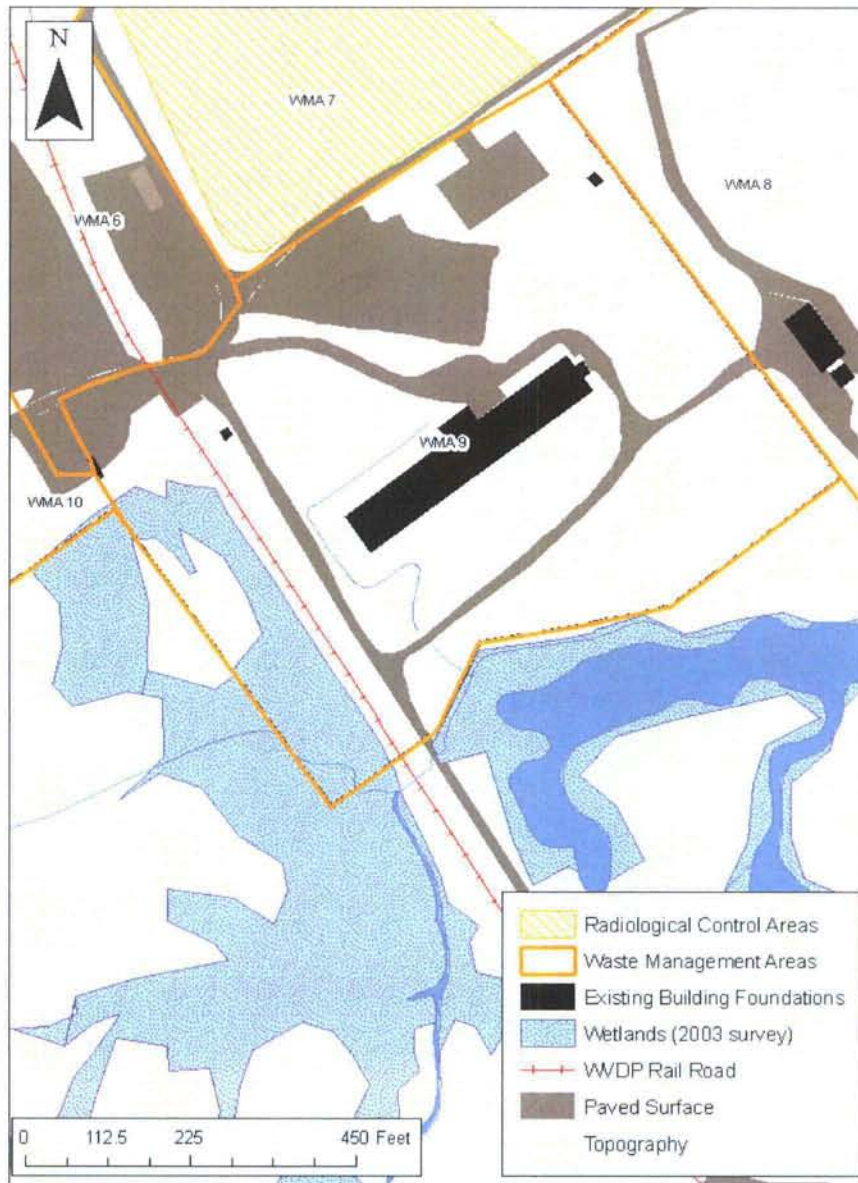 N
WMA 7
WMA 8
WMA 6
WMA 9
WMA 10
Radiological Control Areas
Waste Management Areas
Existing Building Foundations
Wetlands (2003 survey)
WVDP Rail Road
Paved Surface
Topography
0 112.5 225 450 Feet